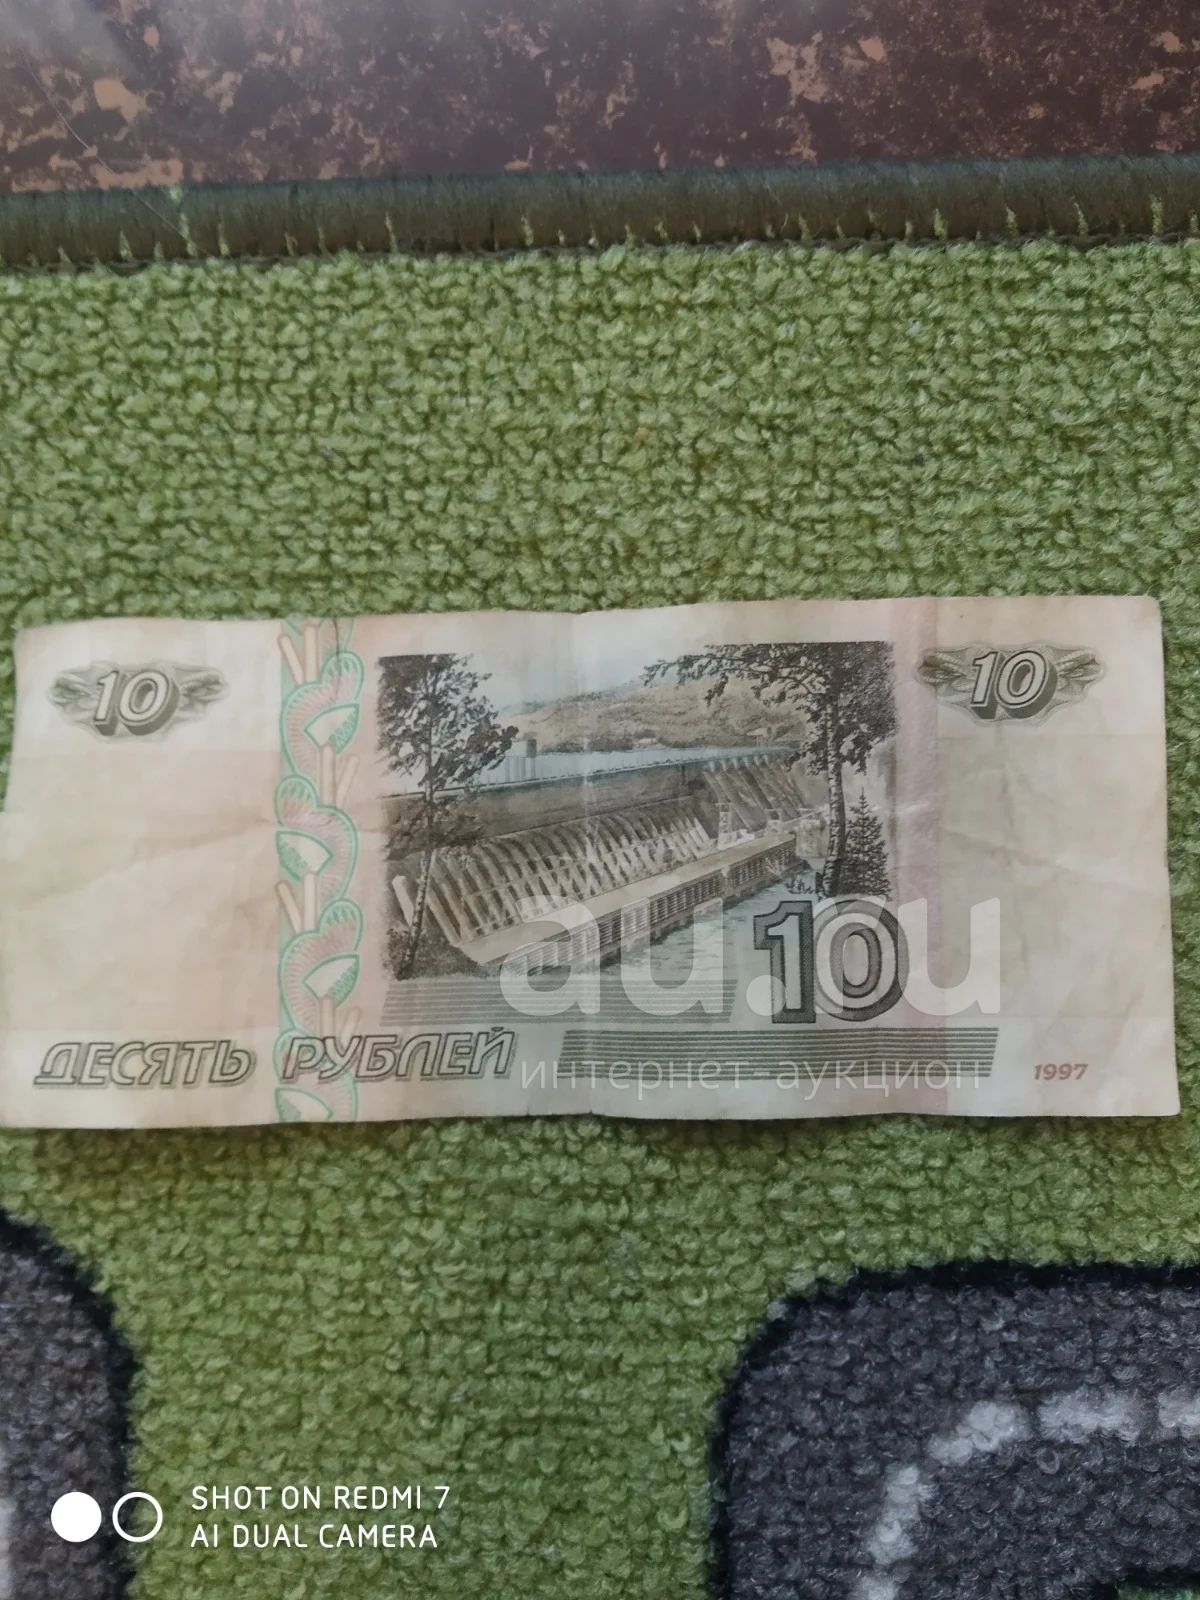 10
10
10
ДЕСЯТЬ РУБЛЕЙ
1997
au.ru
интернет-аукцион
SHOT ON REDMI 7
AI DUAL CAMERA